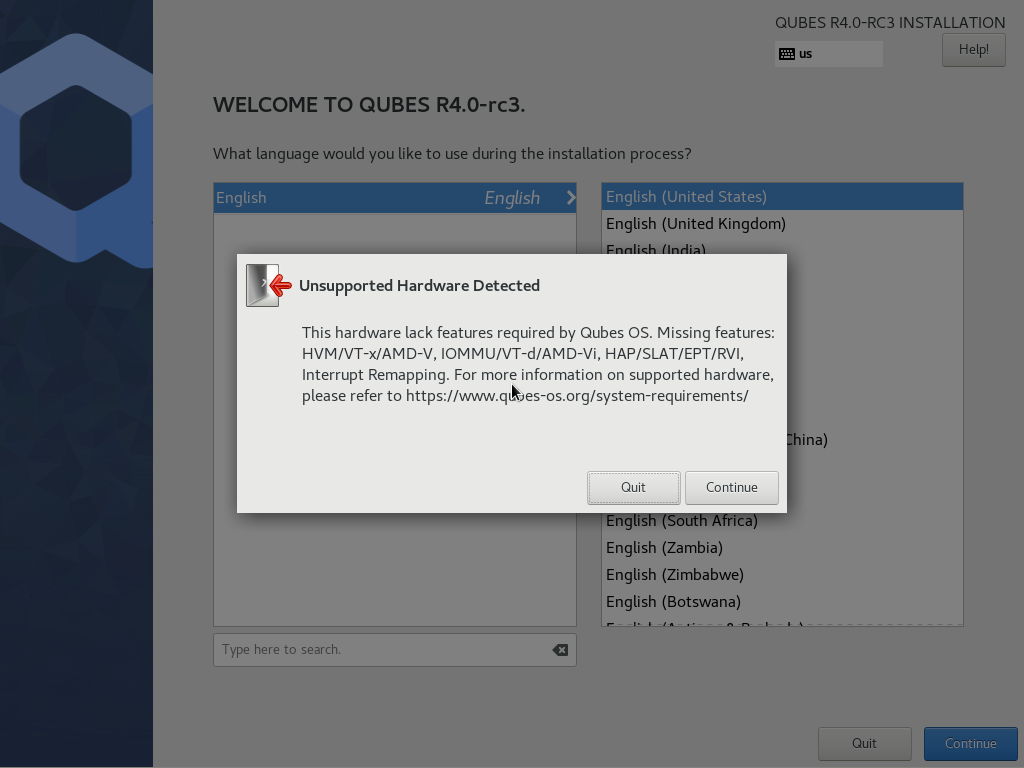 QUBES R4.0-RC3 INSTALLATION
us
Help!
WELCOME TO QUBES R4.0-rc3.
What language would you like to use during the installation process?
English English
English (United States)
English (United Kingdom)
English (India)
Unsupported Hardware Detected
This hardware lack features required by Qubes OS. Missing features:
HVM/VT-x/AMD-V, IOMMU/VT-d/AMD-Vi, HAP/SLAT/EPT/RVI,
Interrupt Remapping. For more information on supported hardware,
please refer to https://www.qubes-os.org/system-requirements/
China)
Quit Continue
English (South Africa)
English (Zambia)
English (Zimbabwe)
English (Botswana)
Type here to search.
Quit Continue